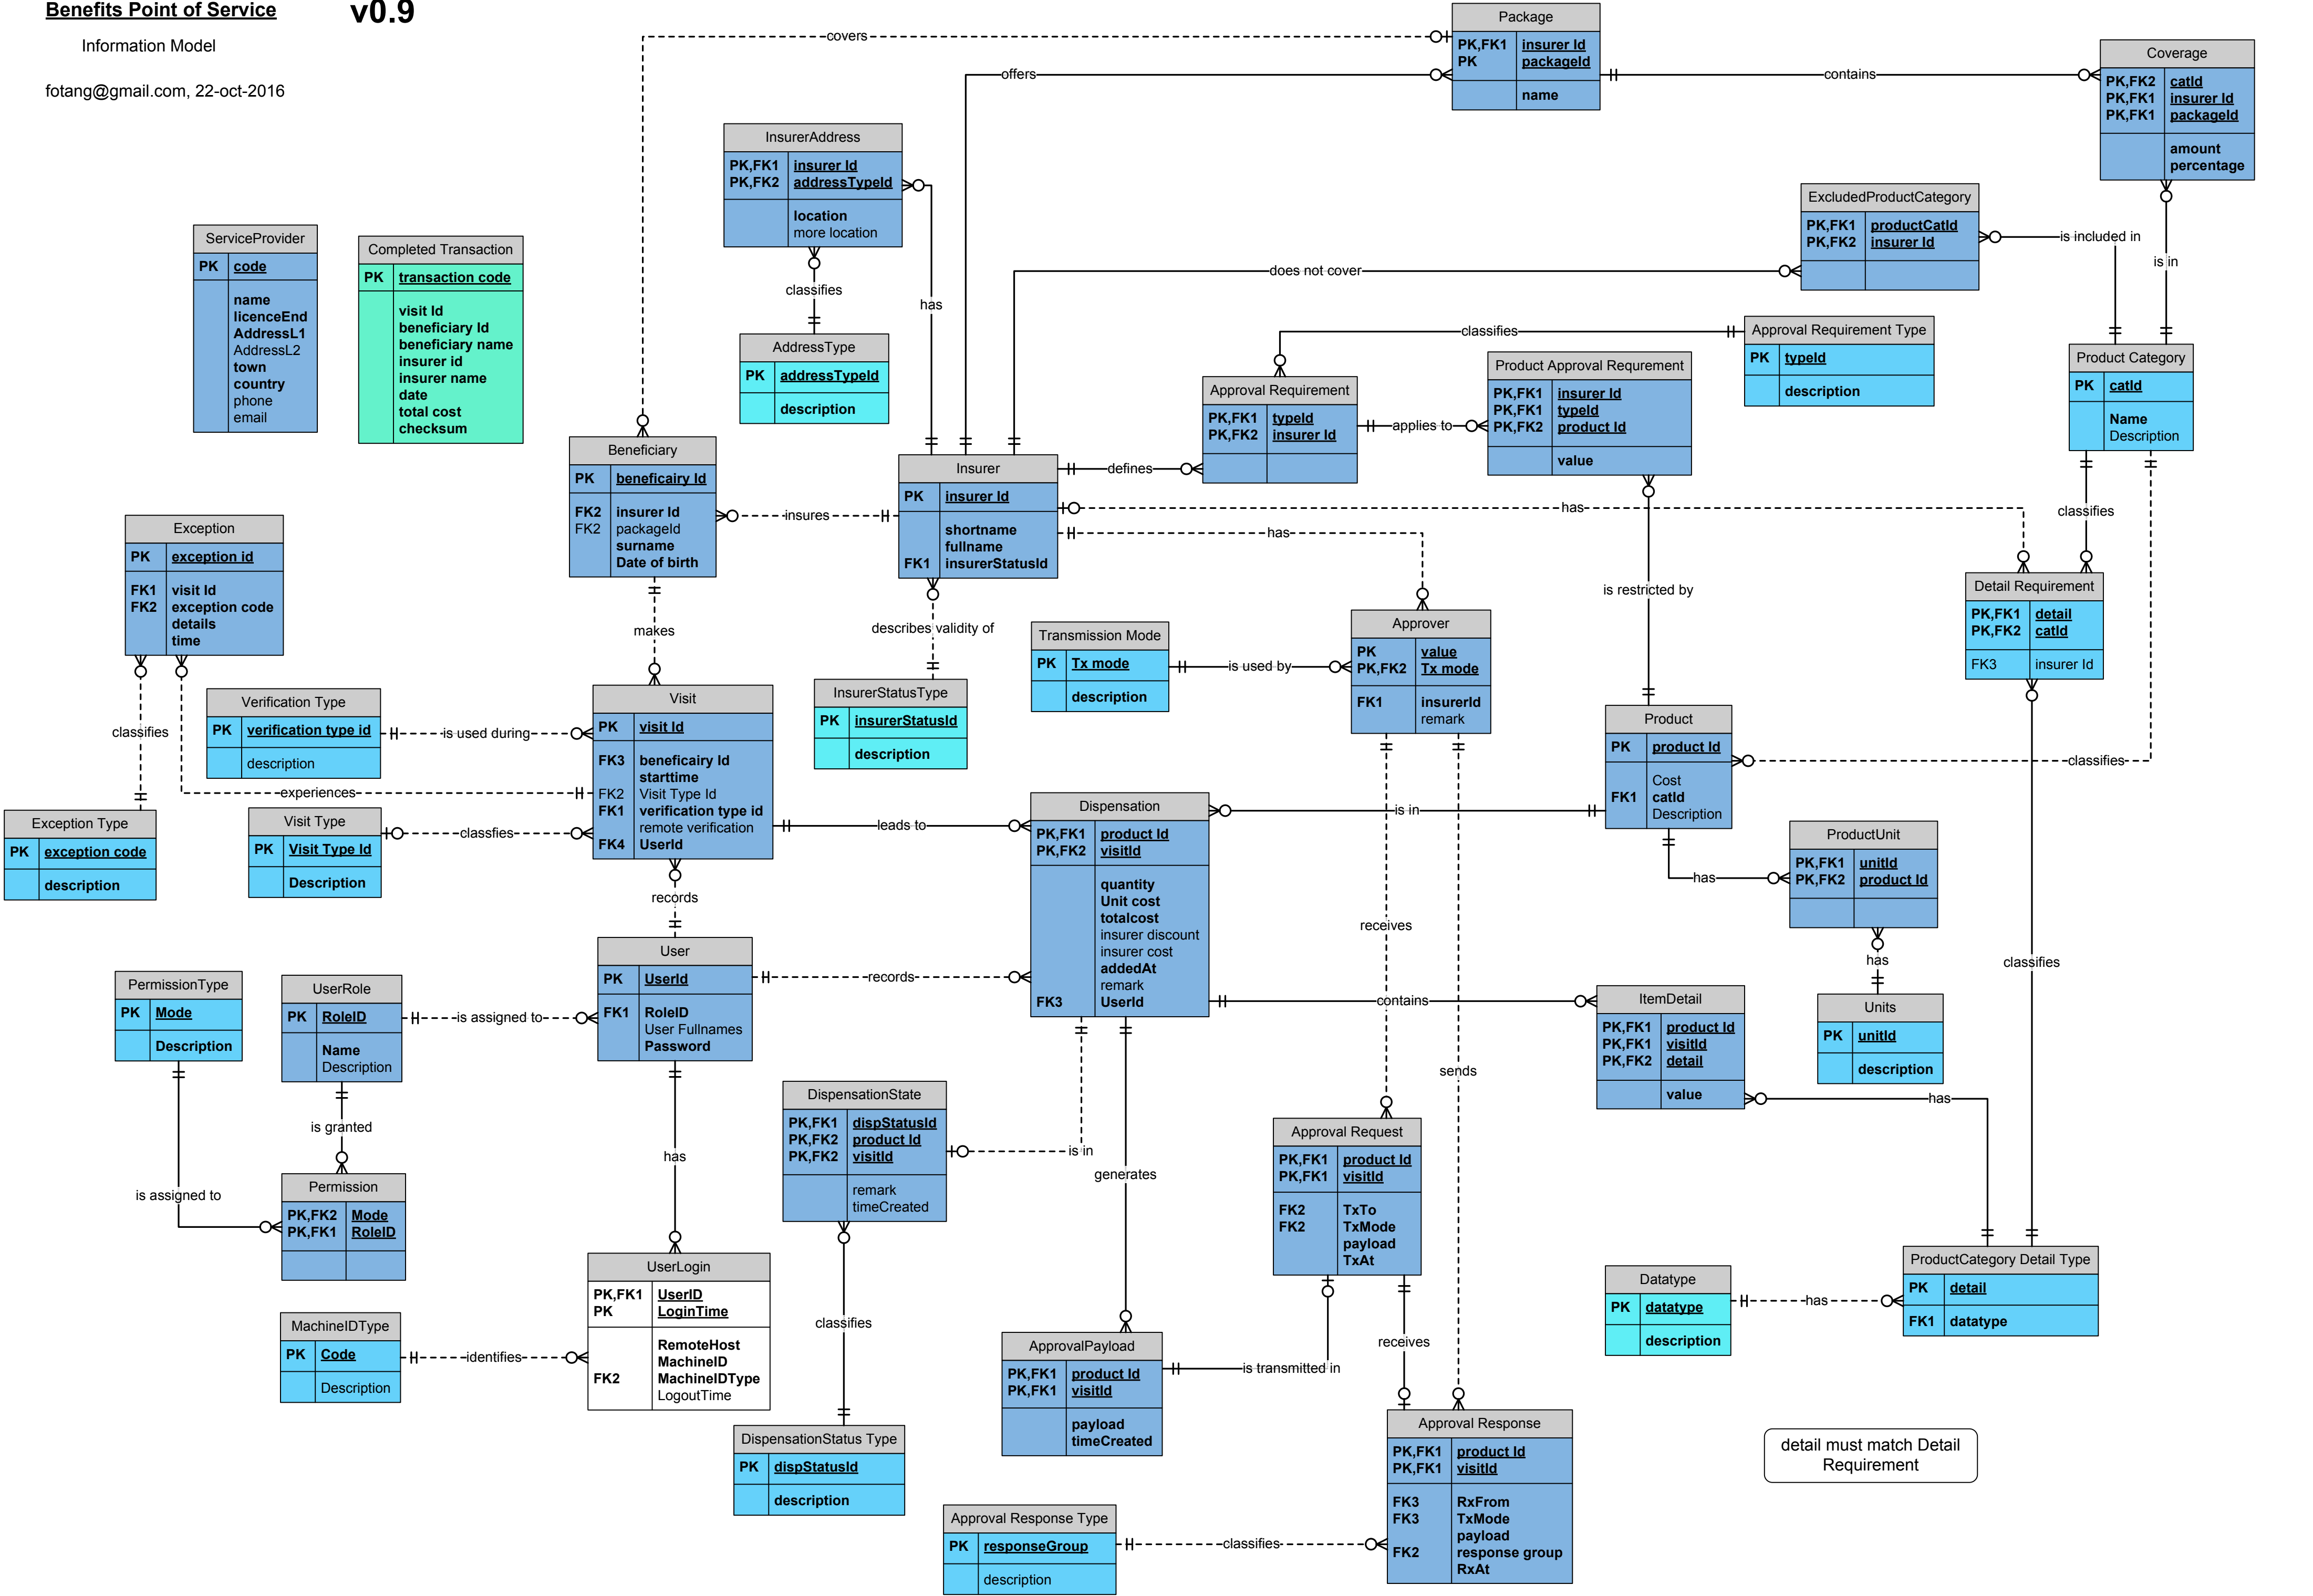 Benefits Point of Service
v0.9
Information Model
fotang@gmail.com, 22-oct-2016
Package
PK,FK1 insurer Id
PK packageId
name
covers
offers
contains
Coverage
PK,FK2 catId
PK,FK1 insurer Id
PK,FK1 packageId
amount
percentage
InsurerAddress
PK,FK1 insurer Id
PK,FK2 addressTypeId
location
more location
ExcludedProductCategory
PK,FK1 productCatId
PK,FK2 insurer Id
is included in
is in
does not cover
ServiceProvider
PK code
name
licenceEnd
AddressL1
AddressL2
town
country
phone
email
Completed Transaction
PK transaction code
visit Id
beneficiary Id
beneficiary name
insurer id
insurer name
date
total cost
checksum
classifies
has
AddressType
PK addressTypeId
description
classifies
Approval Requirement Type
PK typeId
description
Product Category
PK catId
Name
Description
Approval Requirement
PK,FK1 typeId
PK,FK2 insurer Id
applies to
Product Approval Requrement
PK,FK1 insurer Id
PK,FK1 typeId
PK,FK2 product Id
value
Beneficiary
PK beneficairy Id
FK2 insurer Id
FK2 packageId
surname
Date of birth
insures
Insurer
PK insurer Id
shortname
fullname
FK1 insurerStatusId
defines
has
has
classifies
is restricted by
Exception
PK exception id
FK1 visit Id
FK2 exception code
details
time
makes
describes validity of
Transmission Mode
PK Tx mode
description
is used by
Approver
PK value
PK,FK2 Tx mode
FK1 insurerId
remark
Detail Requirement
PK,FK1 detail
PK,FK2 catId
FK3 insurer Id
Verification Type
PK verification type id
description
is used during
classifies
experiences
Visit
PK visit Id
FK3 beneficairy Id
starttime
FK2 Visit Type Id
FK1 verification type id
remote verification
FK4 UserId
InsurerStatusType
PK insurerStatusId
description
Product
PK product Id
Cost
FK1 catId
Description
classifies
Exception Type
PK exception code
description
Visit Type
PK Visit Type Id
Description
classfies
leads to
Dispensation
PK,FK1 product Id
PK,FK2 visitId
quantity
Unit cost
totalcost
insurer discount
insurer cost
addedAt
remark
FK3 UserId
is in
ProductUnit
PK,FK1 unitId
PK,FK2 product Id
has
records
receives
has
classifies
User
PK UserId
FK1 RoleID
User Fullnames
Password
records
contains
PermissionType
PK Mode
Description
UserRole
PK RoleID
Name
Description
is assigned to
ItemDetail
PK,FK1 product Id
PK,FK1 visitId
PK,FK2 detail
value
Units
PK unitId
description
sends
has
DispensationState
PK,FK1 dispStatusId
PK,FK2 product Id
PK,FK2 visitId
remark
timeCreated
is in
is granted
has
generates
Approval Request
PK,FK1 product Id
PK,FK1 visitId
FK2 TxTo
FK2 TxMode
payload
TxAt
is assigned to
Permission
PK,FK2 Mode
PK,FK1 RoleID
UserLogin
PK,FK1 UserID
PK LoginTime
RemoteHost
MachineID
FK2 MachineIDType
LogoutTime
MachineIDType
PK Code
Description
identifies
classifies
ApprovalPayload
PK,FK1 product Id
PK,FK1 visitId
payload
timeCreated
is transmitted in
receives
Datatype
PK datatype
description
has
ProductCategory Detail Type
PK detail
FK1 datatype
DispensationStatus Type
PK dispStatusId
description
Approval Response
PK,FK1 product Id
PK,FK1 visitId
FK3 RxFrom
FK3 TxMode
payload
FK2 response group
RxAt
detail must match Detail
Requirement
Approval Response Type
PK responseGroup
description
classifies